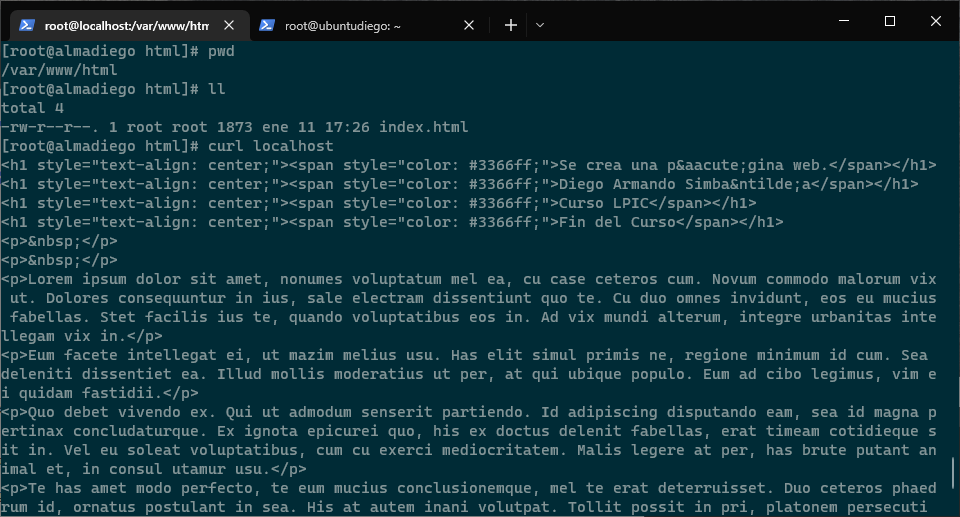 root@localhost:/var/www/htm
root@ubuntudiego: ~
[root@almadiego html]# pwd
/var/www/html
[root@almadiego html]# ll
total 4
-rw-r--r--. 1 root root 1873 ene 11 17:26 index.html
[root@almadiego html]# curl localhost
<h1 style="text-align: center;"><span style="color: #3366ff;">Se crea una p&aacute;gina web.</span></h1>
<h1 style="text-align: center;"><span style="color: #3366ff;">Diego Armando Simba&ntilde;a</span></h1>
<h1 style="text-align: center;"><span style="color: #3366ff;">Curso LPIC</span></h1>
<h1 style="text-align: center;"><span style="color: #3366ff;">Fin del Curso</span></h1>
<p>&nbsp;</p>
<p>&nbsp;</p>
<p>Lorem ipsum dolor sit amet, nonumes voluptatum mel ea, cu case ceteros cum. Novum commodo malorum vix
 ut. Dolores consequuntur in ius, sale electram dissentiunt quo te. Cu duo omnes invidunt, eos eu mucius
 fabellas. Stet facilis ius te, quando voluptatibus eos in. Ad vix mundi alterum, integre urbanitas inte
llegam vix in.</p>
<p>Eum facete intellegat ei, ut mazim melius usu. Has elit simul primis ne, regione minimum id cum. Sea
deleniti dissentiet ea. Illud mollis moderatius ut per, at qui ubique populo. Eum ad cibo legimus, vim e
i quidam fastidii.</p>
<p>Quo debet vivendo ex. Qui ut admodum senserit partiendo. Id adipiscing disputando eam, sea id magna p
ertinax concludaturque. Ex ignota epicurei quo, his ex doctus delenit fabellas, erat timeam cotidieque s
it in. Vel eu soleat voluptatibus, cum cu exerci mediocritatem. Malis legere at per, has brute putant an
imal et, in consul utamur usu.</p>
<p>Te has amet modo perfecto, te eum mucius conclusionemque, mel te erat deterruisset. Duo ceteros phaed
rum id, ornatus postulant in sea. His at autem inani volutpat. Tollit possit in pri, platonem persecuti